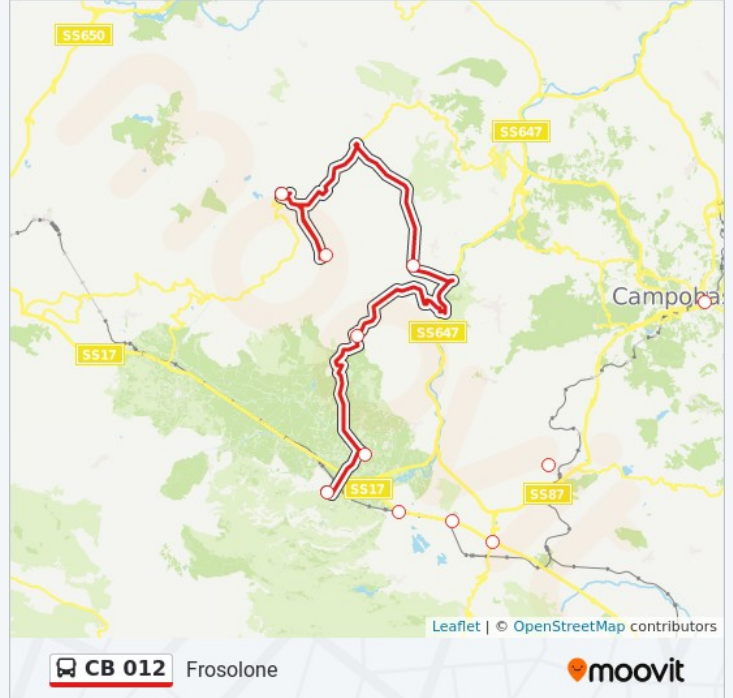 SS650
SS647
Campobas
SS647
SS17
SS17
SS87
Leaflet | © OpenStreetMap contributors
CB 012 Frosolone
moovit